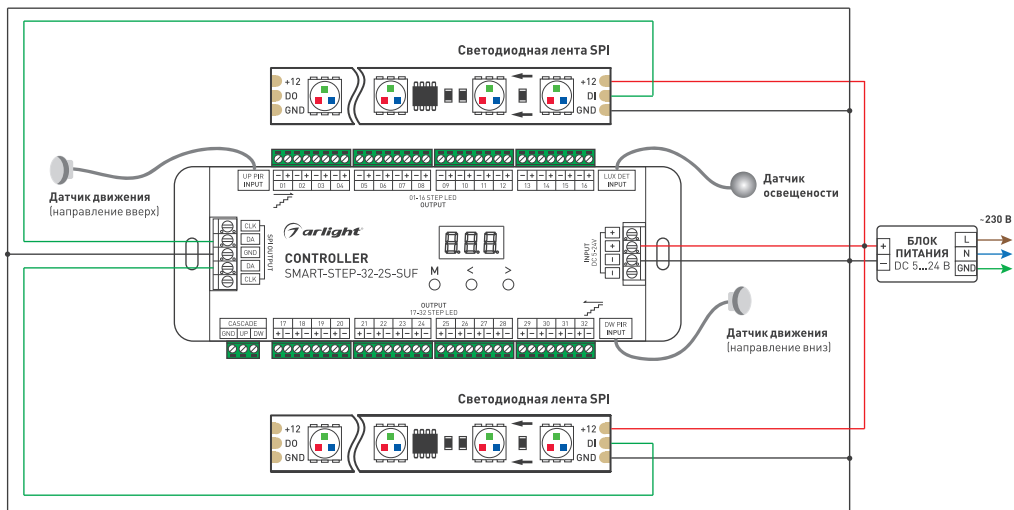 Светодиодная лента SPI
+12 +12
DO DI
GND GND
UP PIR
INPUT
- + - + - + - + - + - + - + - + - + - + - + - + - + - + - + - +
01 02 03 04 05 06 07 08 09 10 11 12 13 14 15 16
LUX DET
INPUT
01-16 STEP LED
OUTPUT
Датчик движения
(направление вверх)
Датчик
освещености
CLK
DA
GND
DA
CLK
SPI OUTPUT
arlight
CONTROLLER
SMART-STEP-32-2S-SUF
888
M < >
INPUT
DC 5-24V
+
+
-
-
~230 В
+
-
БЛОК
ПИТАНИЯ
DC 5...24 В
L
N
GND
OUTPUT
17-32 STEP LED
CASCADE
GND UP DW
17 18 19 20 21 22 23 24 25 26 27 28 29 30 31 32
+ - + - + - + - + - + - + - + - + - + - + - + - + - + - + - + -
DW PIR
INPUT
Датчик движения
(направление вниз)
Светодиодная лента SPI
+12 +12
DO DI
GND GND